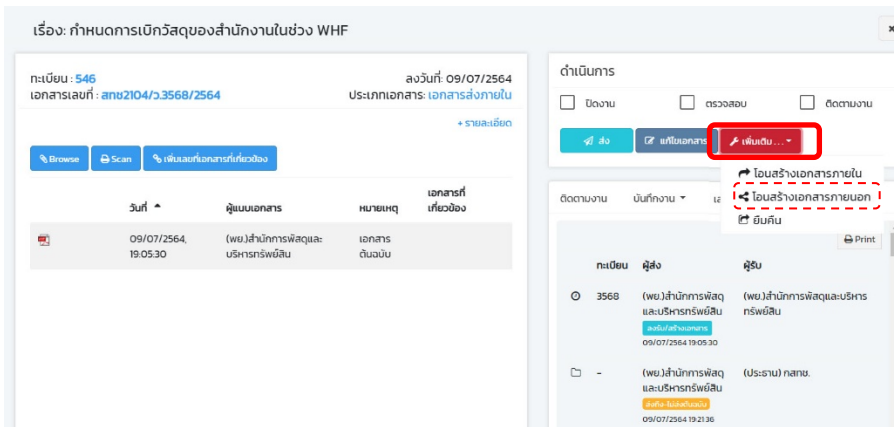 เรื่อง: กำหนดการเบิกวัสดุของสำนักงานในช่วง WHF
ทะเบียน : 546
ลงวันที่: 09/07/2564
เอกสารเลขที่ : สทช2104/ว.3568/2564
ประเภทเอกสาร: เอกสารส่งภายใน
+ รายละเอียด
Browse
Scan
เพิ่มเลขที่เอกสารที่เกี่ยวข้อง
วันที่
ผู้แนบเอกสาร
หมายเหตุ
เอกสารที่
เกี่ยวข้อง
09/07/2564,
19:05:30
(พย.)สำนักการพัสดุและ
บริหารทรัพย์สิน
เอกสาร
ต้นฉบับ
ดำเนินการ
ปิดงาน
ตรวจสอบ
ติดตามงาน
ส่ง
แก้ไขเอกสาร
เพิ่มเติม...
โอนสร้างเอกสารภายใน
โอนสร้างเอกสารภายนอก
ยืมคืน
ติดตามงาน
บันทึกงาน
Print
ทะเบียน
ผู้ส่ง
ผู้รับ
3568
(พย.)สำนักการพัสดุ
และบริหารทรัพย์สิน
(พย.)สำนักการพัสดุและบริหาร
ทรัพย์สิน
ลงรับ/สร้างเอกสาร
09/07/2564 19:05:30
-
(พย.)สำนักการพัสดุ
และบริหารทรัพย์สิน
(ประธาน) กสทช.
ส่งถึง-ไม่ส่งต้นฉบับ
09/07/2564 19:21:36